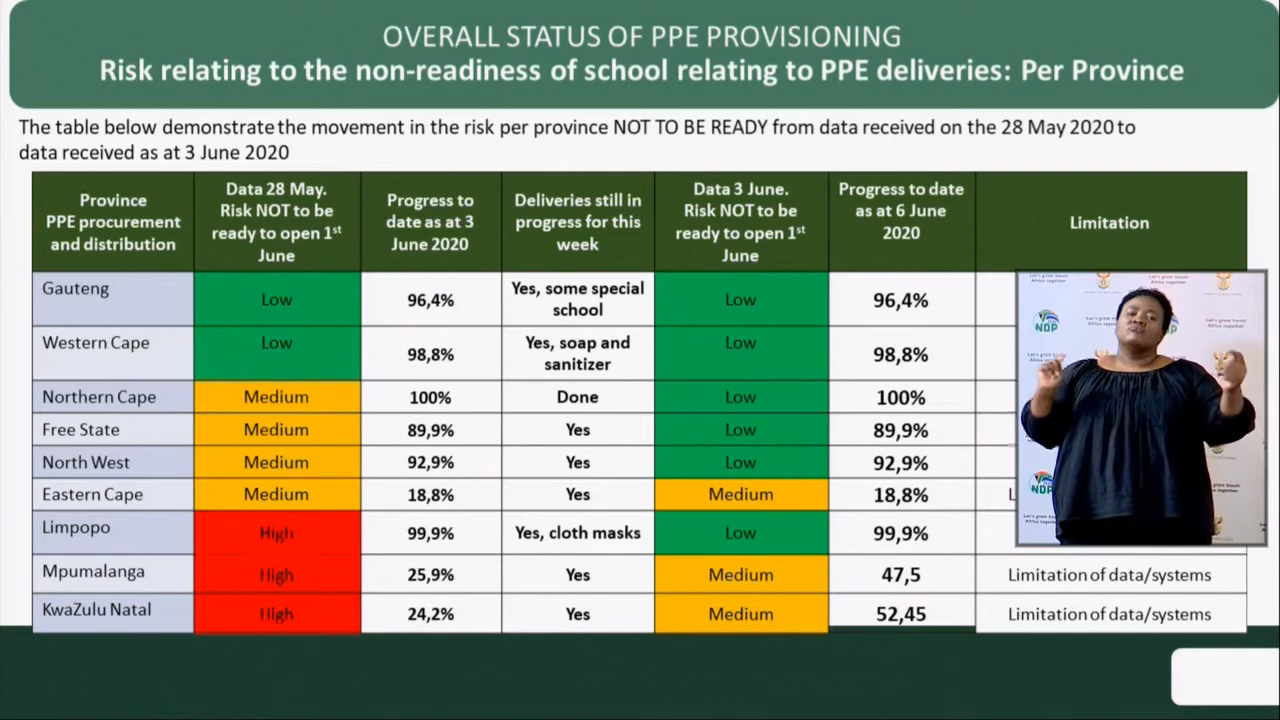 OVERALL STATUS OF PPE PROVISIONING
Risk relating to the non-readiness of school relating to PPE deliveries: Per Province
The table below demonstrate the movement in the risk per province NOT TO BE READY from data received on the 28 May 2020 to
data received as at 3 June 2020
Province
PPE procurement
and distribution
Data 28 May.
Risk NOT to be
ready to open 1st
June
Progress to
date as at 3
June 2020
Deliveries still in
progress for this
week
Data 3 June.
Risk NOT to be
ready to open 1st
June
Progress to date
as at 6 June
2020
Limitation
Gauteng
Low
96,4%
Yes, some special
school
Low
96,4%
Western Cape
Low
98,8%
Yes, soap and
sanitizer
Low
98,8%
Northern Cape
Medium
100%
Done
Low
100%
Free State
Medium
89,9%
Yes
Low
89,9%
North West
Medium
92,9%
Yes
Low
92,9%
Eastern Cape
Medium
18,8%
Yes
Medium
18,8%
Limpopo
High
99,9%
Yes, cloth masks
Low
99,9%
Mpumalanga
High
25,9%
Yes
Medium
47,5
Limitation of data/systems
KwaZulu Natal
High
24,2%
Yes
Medium
52,45
Limitation of data/systems
Let's grow South
Africa together
NDP
NDP